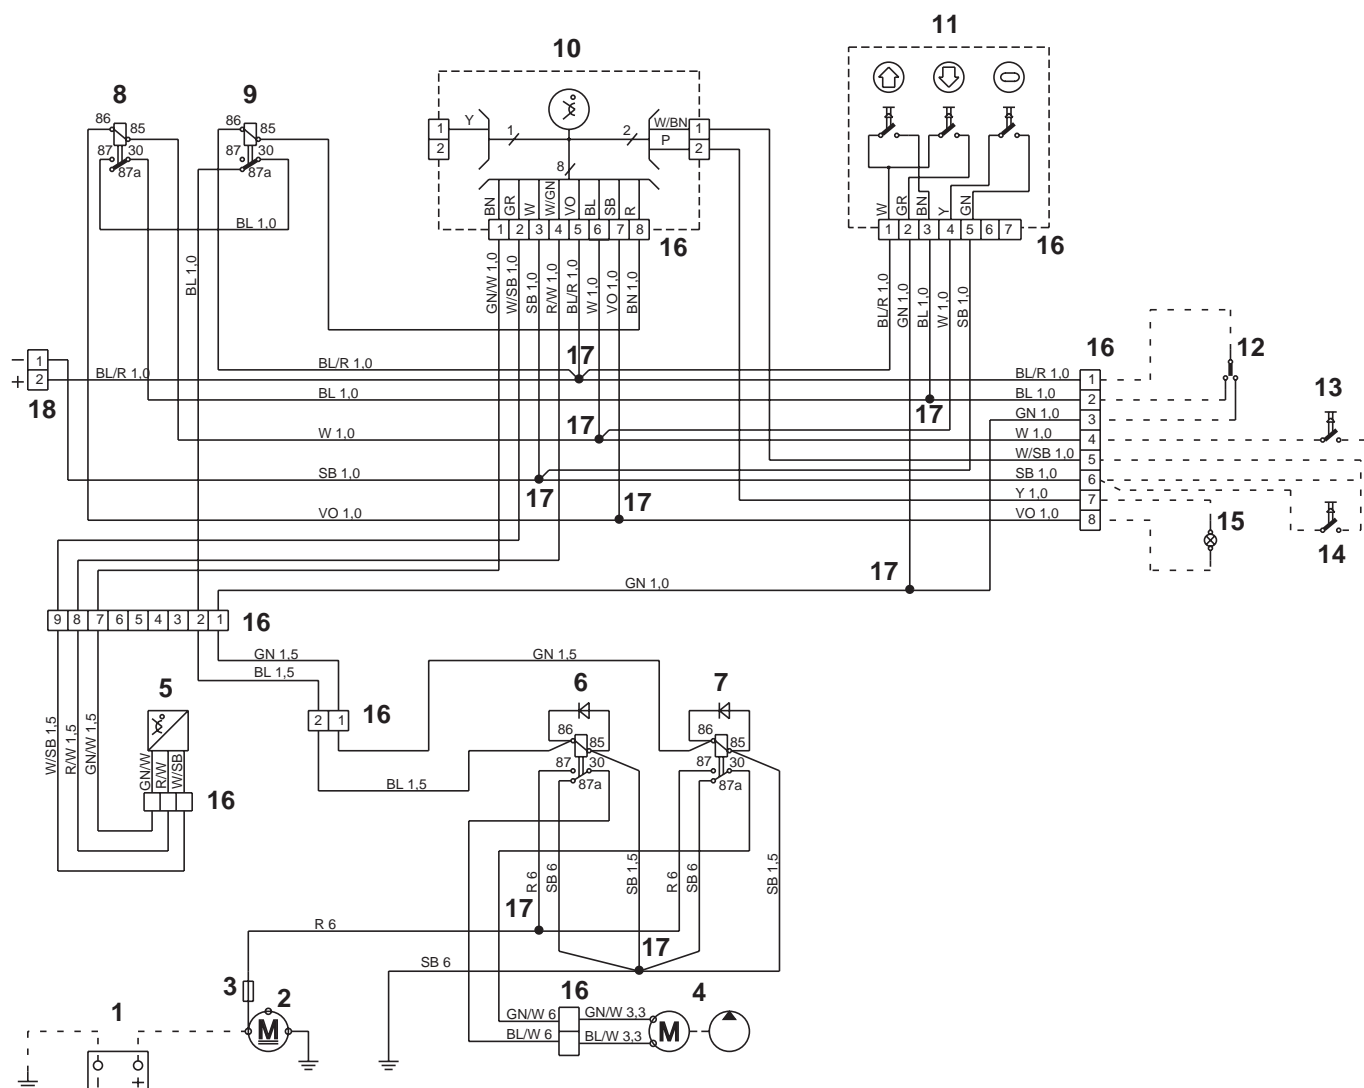 11
10
8
9
86
85
87
30
87a
86
85
87
30
87a
1
2
Y
1
2
W/BN
P
1
2
8
BN
GR
W
W/GN
VO
BL
SB
R
1 2 3 4 5 6 7 8
16
W
GR
BN
Y
GN
1 2 3 4 5 6 7
16
BL 1,0
BL 1,0
GN/W 1,0
W/SB 1,0
SB 1,0
R/W 1,0
BL/R 1,0
W 1,0
VO 1,0
BN 1,0
BL/R 1,0
GN 1,0
BL 1,0
W 1,0
SB 1,0
– 1
+ 2
18
BL/R 1,0
BL/R 1,0
17
BL 1,0
17
W 1,0
17
SB 1,0
17
VO 1,0
17
16
BL/R 1,0 1
BL 1,0 2
GN 1,0 3
W 1,0 4
W/SB 1,0 5
SB 1,0 6
Y 1,0 7
VO 1,0 8
12
13
15
14
17
GN 1,0
9 8 7 6 5 4 3 2 1
16
GN 1,5
BL 1,5
GN 1,5
2 1
16
5
W/SB 1,5
R/W 1,5
GN/W 1,5
GN/W
R/W
W/SB
16
BL 1,5
6
86
85
87
30
87a
7
86
85
87
30
87a
R 6
SB 6
SB 1,5
R 6
SB 6
SB 1,5
17
R 6
17
SB 6
3
2
M
1
–
+
16
GN/W 6
GN/W 3,3
BL/W 6
BL/W 3,3
4
M